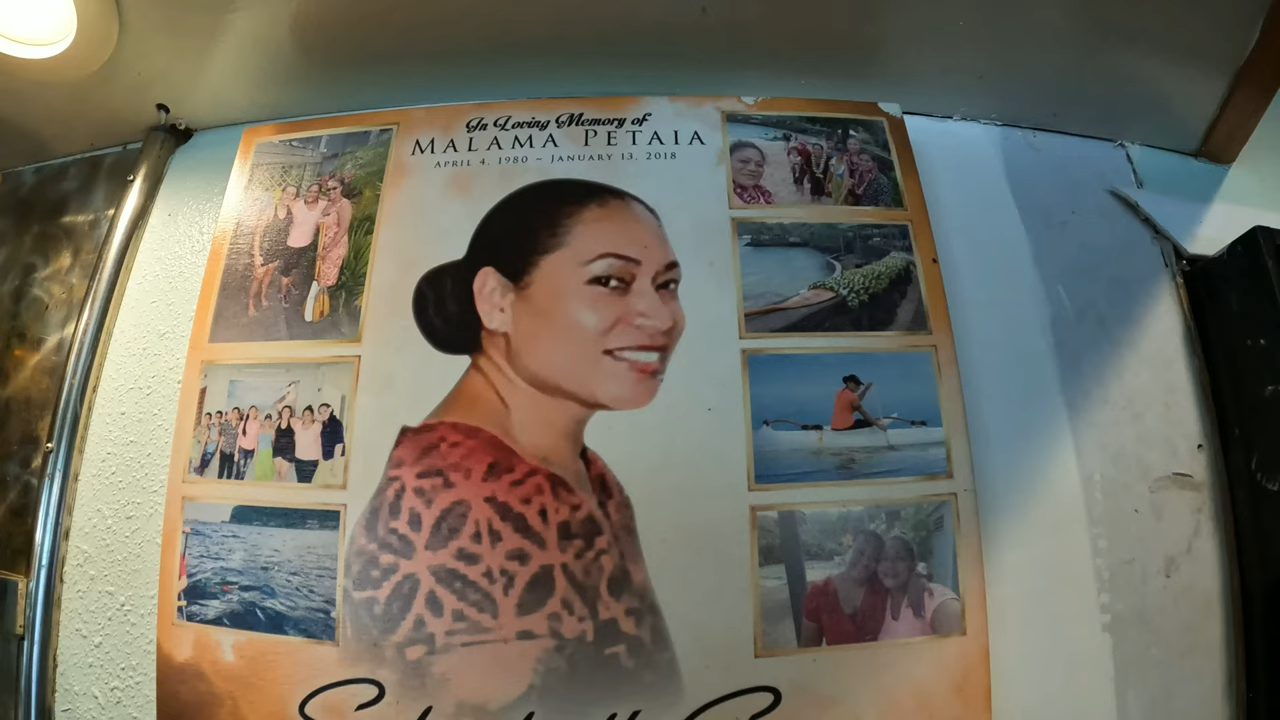 In Loving Memory of
MALAMA PETAIA
APRIL 4, 1980 ~ JANUARY 13, 2018